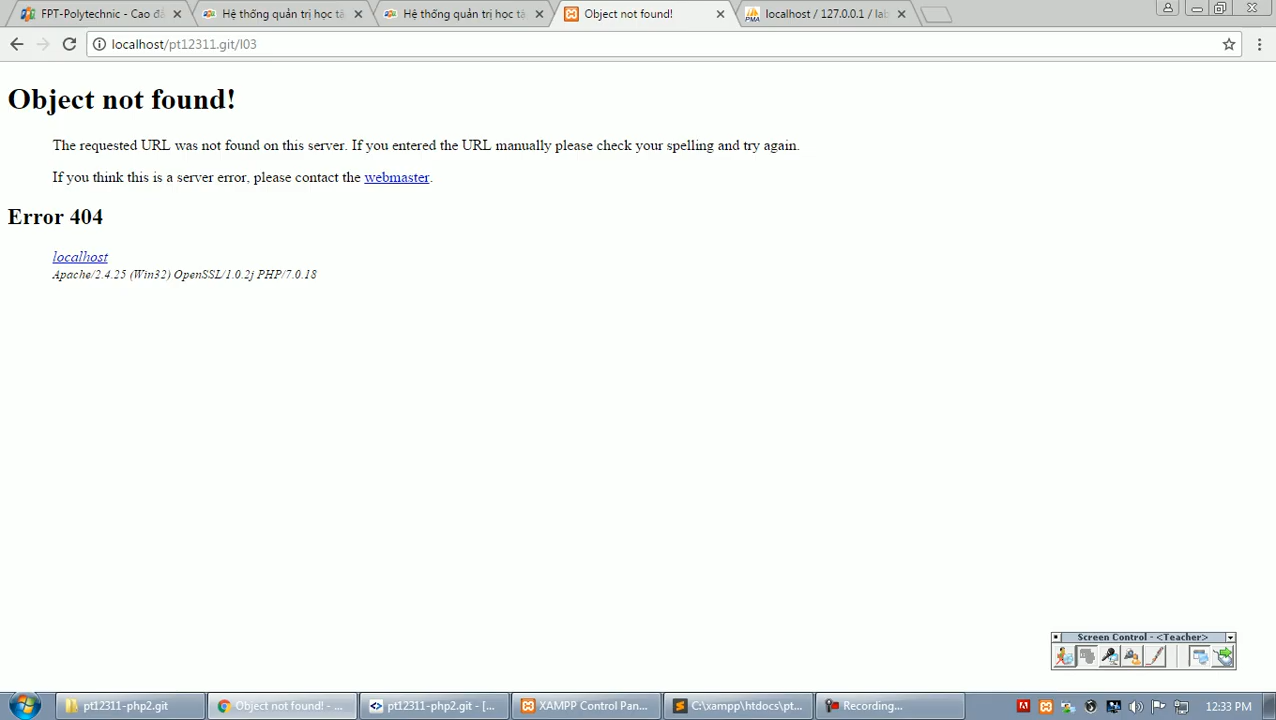 FPT-Polytechnic - Cao đẳ
Hệ thống quản trị học tậ
Hệ thống quản trị học tậ
Object not found!
localhost / 127.0.0.1 / lab
localhost/pt12311.git/l03
Object not found!
The requested URL was not found on this server. If you entered the URL manually please check your spelling and try again.
If you think this is a server error, please contact the webmaster.
Error 404
localhost
Apache/2.4.25 (Win32) OpenSSL/1.0.2j PHP/7.0.18
Screen Control - <Teacher>
pt12311-php2.git
Object not found! - ...
pt12311-php2.git - [...
XAMPP Control Pan...
C:\xampp\htdocs\pt...
Recording...
12:33 PM